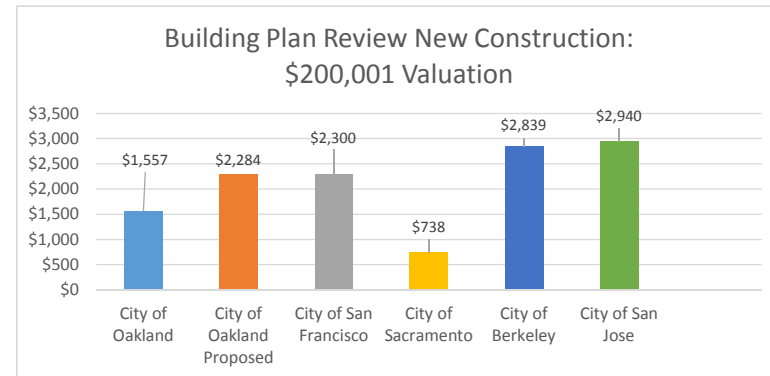 Building Plan Review New Construction:
$200,001 Valuation
$3,500
$3,000
$2,500
$2,000
$1,500
$1,000
$500
$0
$1,557
$2,284
$2,300
$738
$2,839
$2,940
City of
Oakland
City of
Oakland
Proposed
City of San
Francisco
City of
Sacramento
City of
Berkeley
City of San
Jose